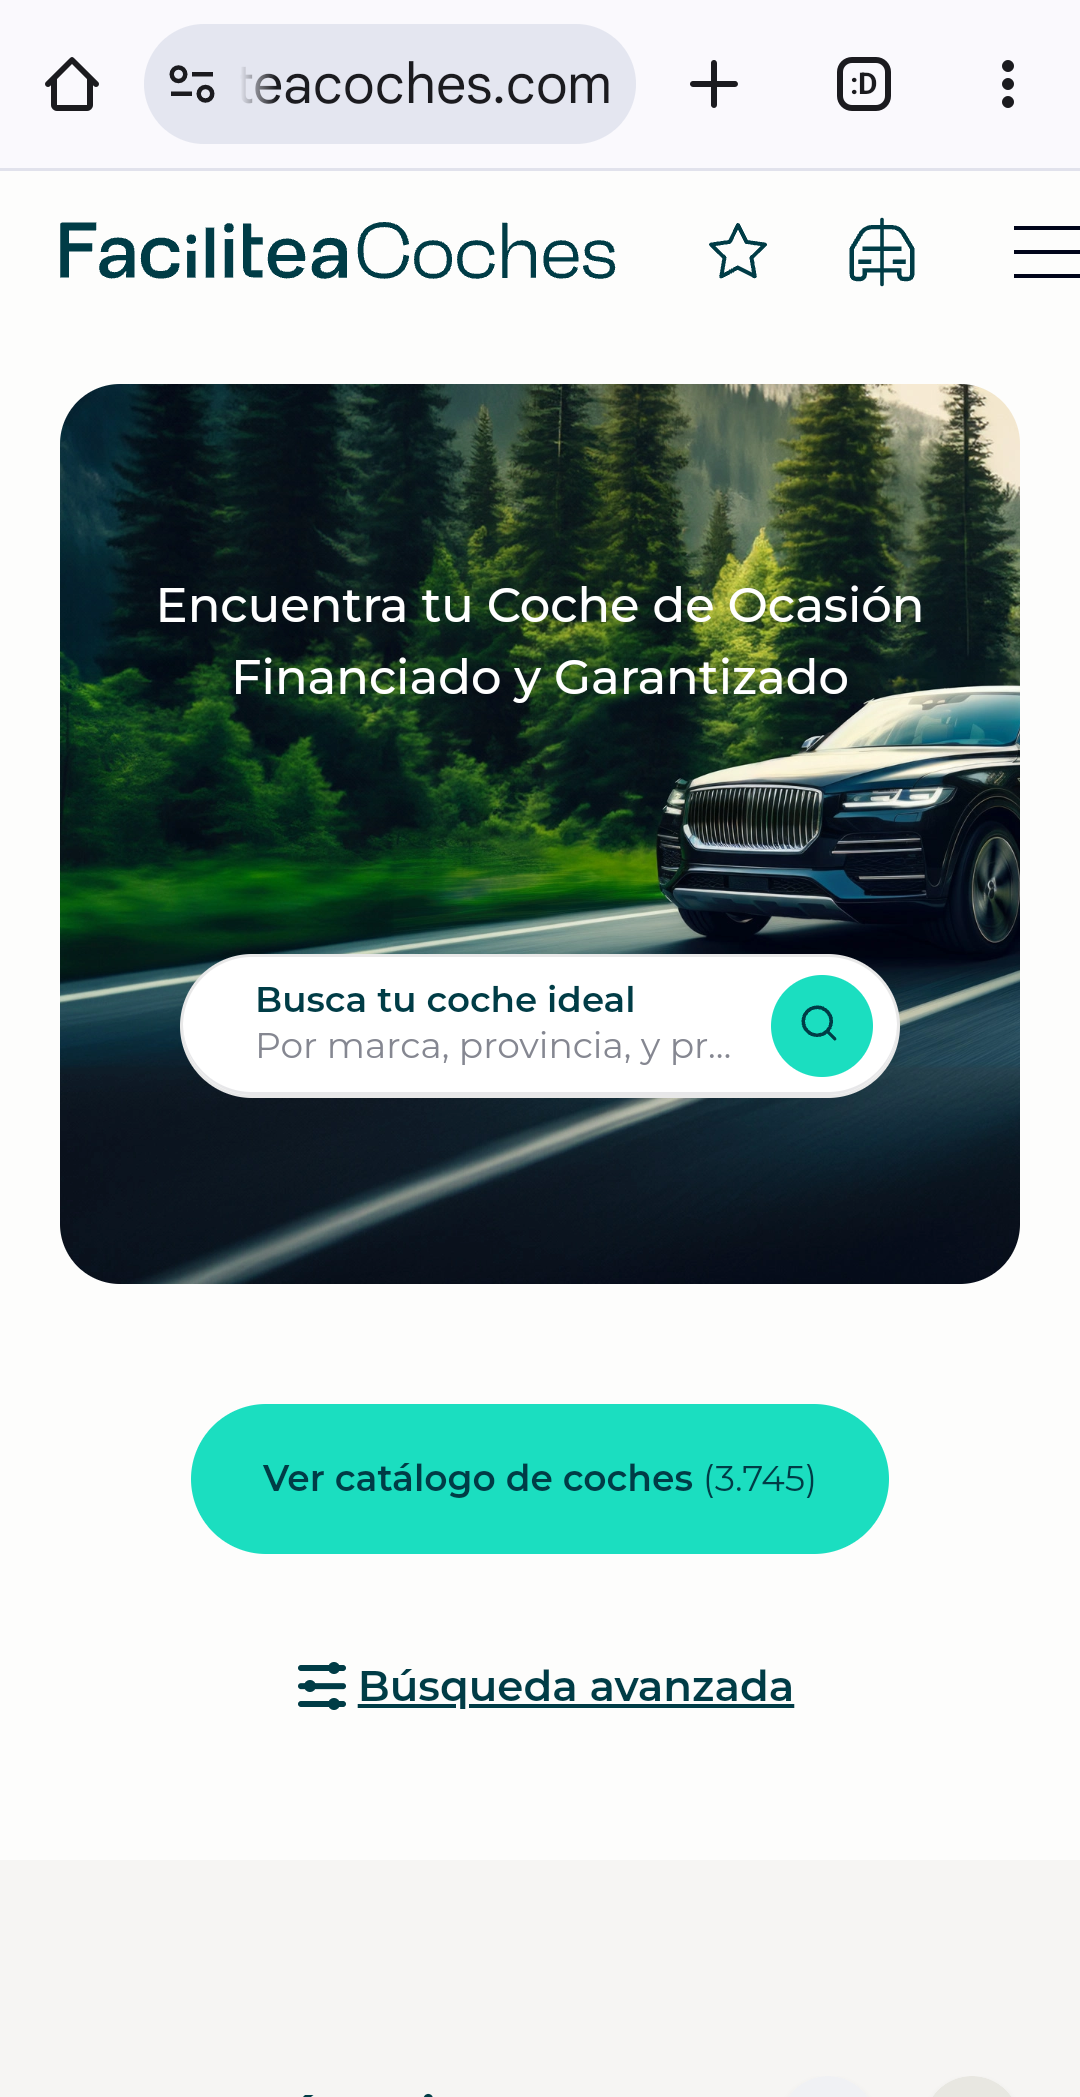 teacoches.com
:D
FaciliteaCoches
Encuentra tu Coche de Ocasión
Financiado y Garantizado
Busca tu coche ideal
Por marca, provincia, y pr...
Ver catálogo de coches (3.745)
Búsqueda avanzada